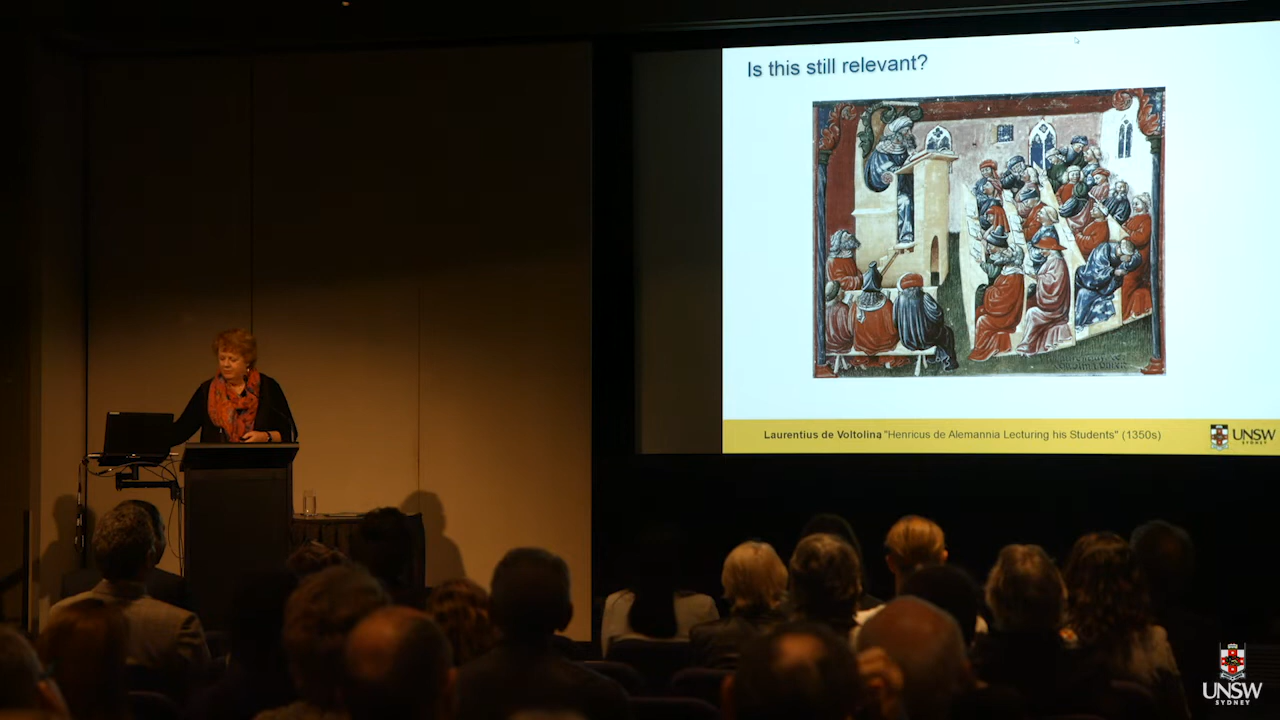 Is this still relevant?
Laurentius de Voltolina "Henricus de Alemannia Lecturing his Students" (1350s)
UNSW
SYDNEY
UNSW
SYDNEY